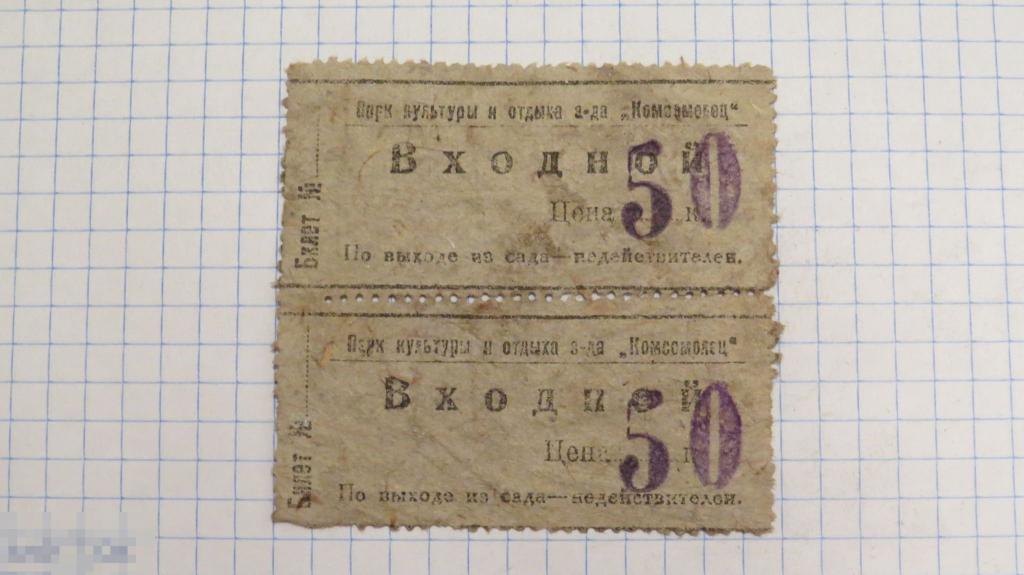 Парк культуры и отдыха з-да „Комсомолец“
Входной
Цена 50 к.
По выходе из сада—недействителен.
Билет №
Парк культуры и отдыха з-да „Комсомолец“
Входной
Цена 50
По выходе из сада—недействителен.
Билет №